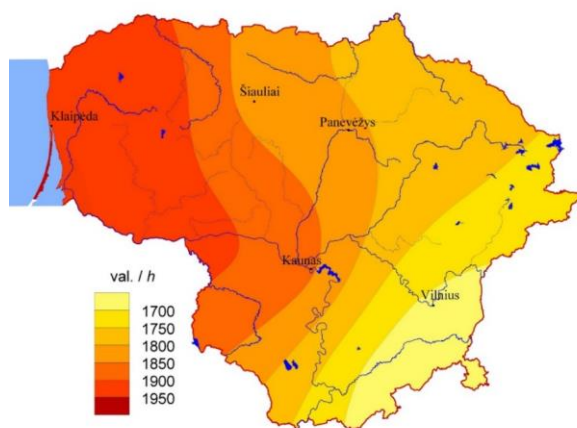 Klaipėda
Šiauliai
Panevėžys
Kaunas
Vilnius
val. / h
1700
1750
1800
1850
1900
1950